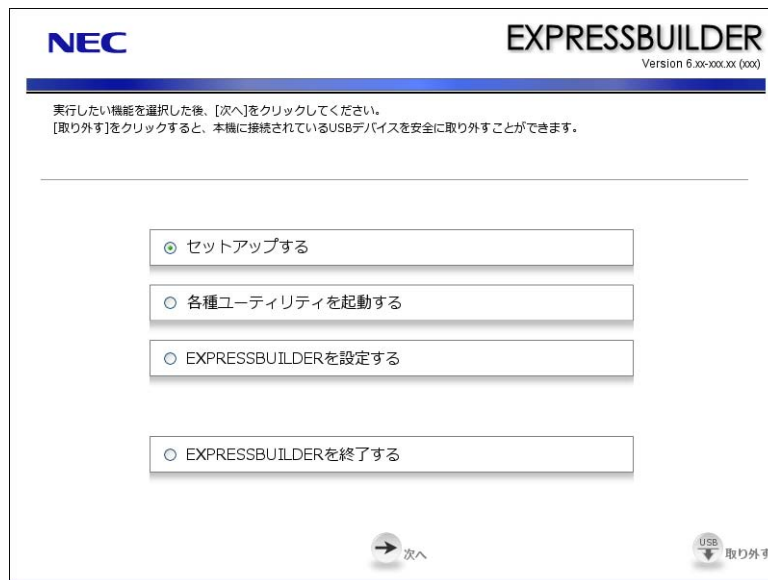 NEC
EXPRESSBUILDER
Version 6.xx-xxx.xx (xxx)
実行したい機能を選択した後、[次へ]をクリックしてください。
[取り外す]をクリックすると、本機に接続されているUSBデバイスを安全に取り外すことができます。
セットアップする
各種ユーティリティを起動する
EXPRESSBUILDERを設定する
EXPRESSBUILDERを終了する
次へ
USB
取り外す